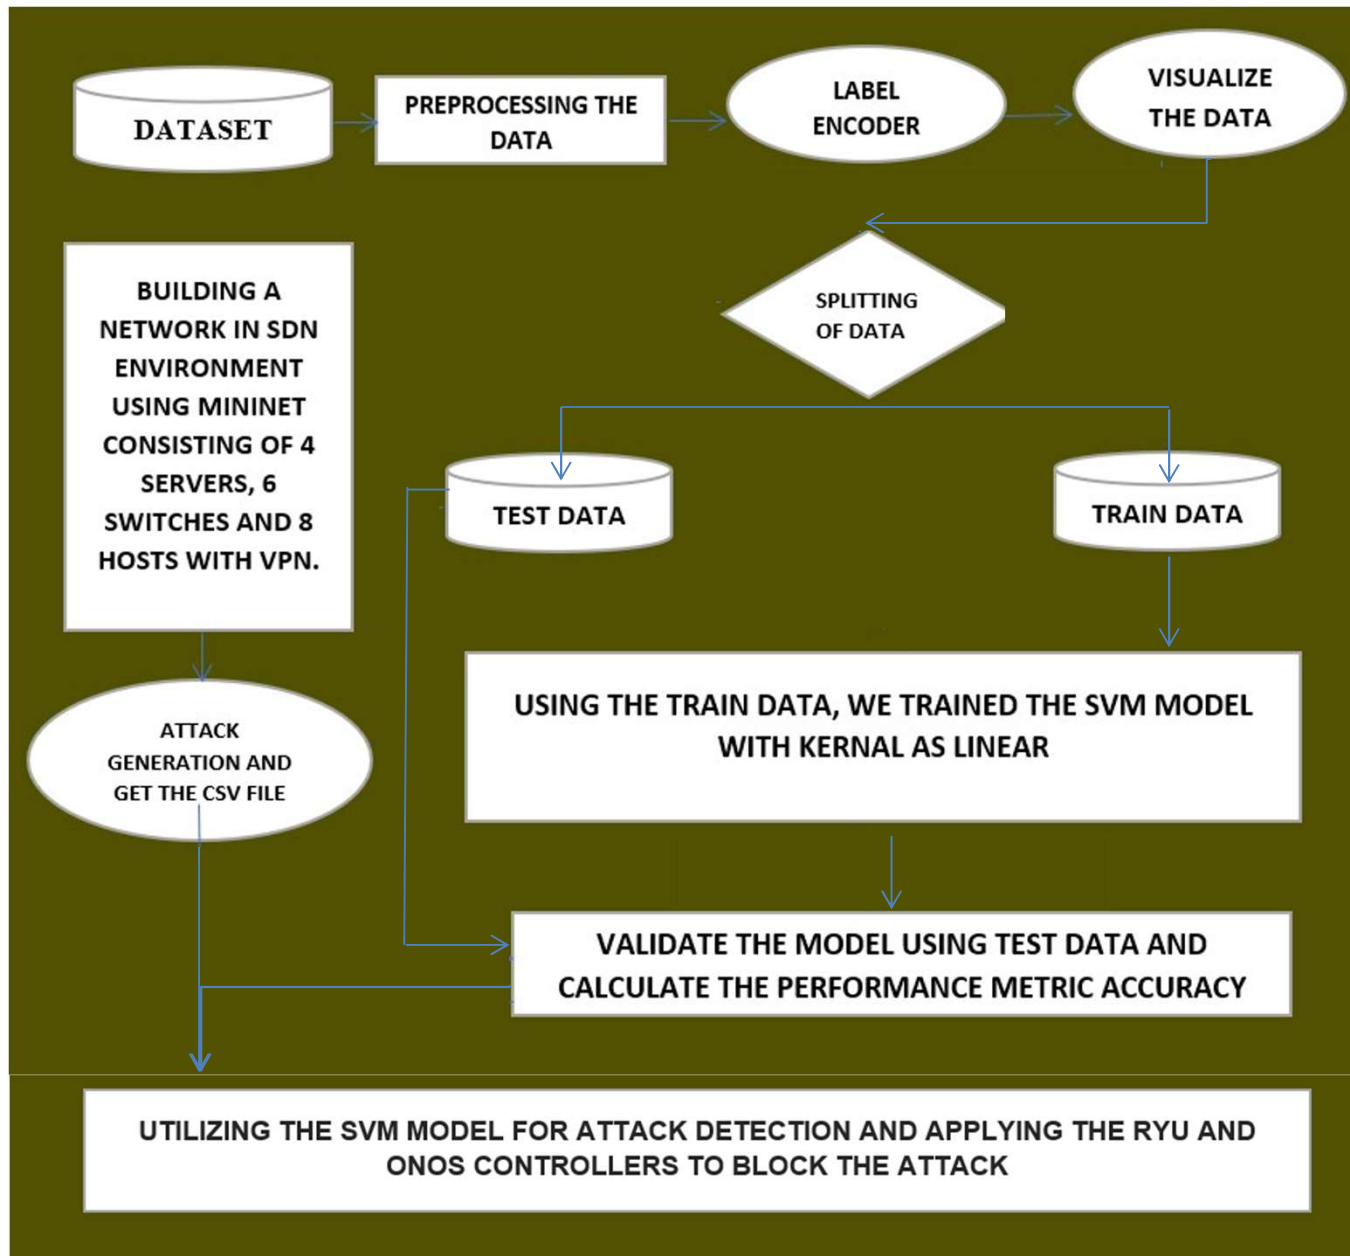 DATASET
PREPROCESSING THE
DATA
LABEL
ENCODER
VISUALIZE
THE DATA
BUILDING A
NETWORK IN SDN
ENVIRONMENT
USING MININET
CONSISTING OF 4
SERVERS, 6
SWITCHES AND 8
HOSTS WITH VPN.
SPLITTING
OF DATA
TEST DATA
TRAIN DATA
USING THE TRAIN DATA, WE TRAINED THE SVM MODEL
WITH KERNAL AS LINEAR
ATTACK
GENERATION AND
GET THE CSV FILE
VALIDATE THE MODEL USING TEST DATA AND
CALCULATE THE PERFORMANCE METRIC ACCURACY
UTILIZING THE SVM MODEL FOR ATTACK DETECTION AND APPLYING THE RYU AND
ONOS CONTROLLERS TO BLOCK THE ATTACK